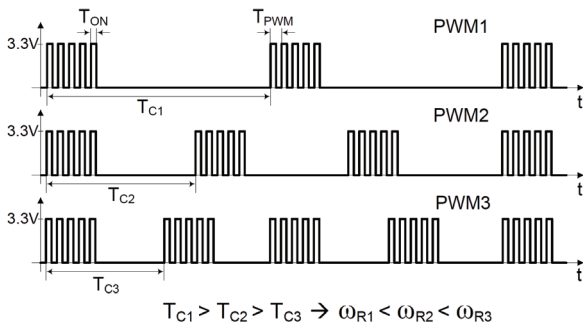 T_ON T_PWM PWM1
3.3V
t
T_C1
PWM2
3.3V
t
T_C2
PWM3
3.3V
t
T_C3
T_C1 > T_C2 > T_C3 → ω_R1 < ω_R2 < ω_R3